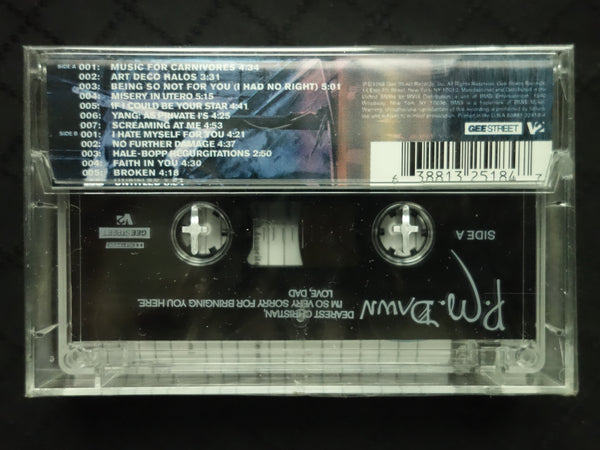 SIDE A 001: MUSIC FOR CARNIVORES 4:34
002: ART DECO HALOS 3:31
003: BEING SO NOT FOR YOU (I HAD NO RIGHT) 5:01
004: MISERY IN UTERO 5:15
005: IF I COULD BE YOUR STAR 4:41
006: YANG: AS PRIVATE I'S 4:25
007: SCREAMING AT ME 4:53
SIDE B 001: I HATE MYSELF FOR YOU 4:21
002: NO FURTHER DAMAGE 4:37
003: HALE-BOPP REGURGITATIONS 2:50
004: FAITH IN YOU 4:30
005: BROKEN 4:18
UNTITLED
GEE STREET V2
6 38813 25184 7
V2
GEE STREET
SIDE A
P.M. DAWN
DEAREST CHRISTIAN,
I'M SO VERY SORRY FOR BRINGING YOU HERE.
LOVE, DAD